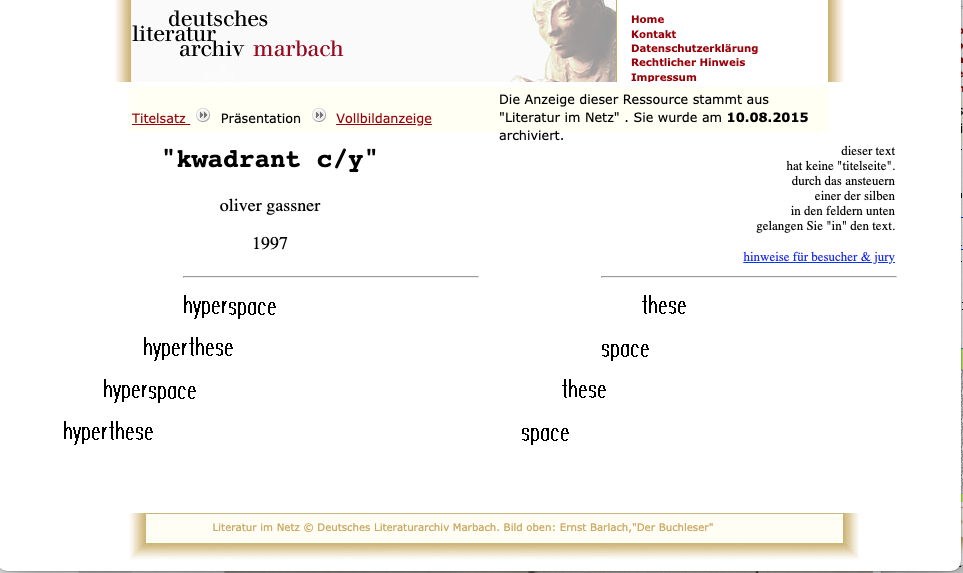 deutsches
literatur
archiv marbach
Home
Kontakt
Datenschutzerklärung
Rechtlicher Hinweis
Impressum
Titelsatz Präsentation Vollbildanzeige
Die Anzeige dieser Ressource stammt aus
"Literatur im Netz" . Sie wurde am 10.08.2015
archiviert.
"kwadrant c/y"
oliver gassner
1997
dieser text
hat keine "titelseite".
durch das ansteuern
einer der silben
in den feldern unten
gelangen Sie "in" den text.
hinweise für besucher & jury
hyperspace these
hyperthese space
hyperspace these
hyperthese space
Literatur im Netz © Deutsches Literaturarchiv Marbach. Bild oben: Ernst Barlach,"Der Buchleser"